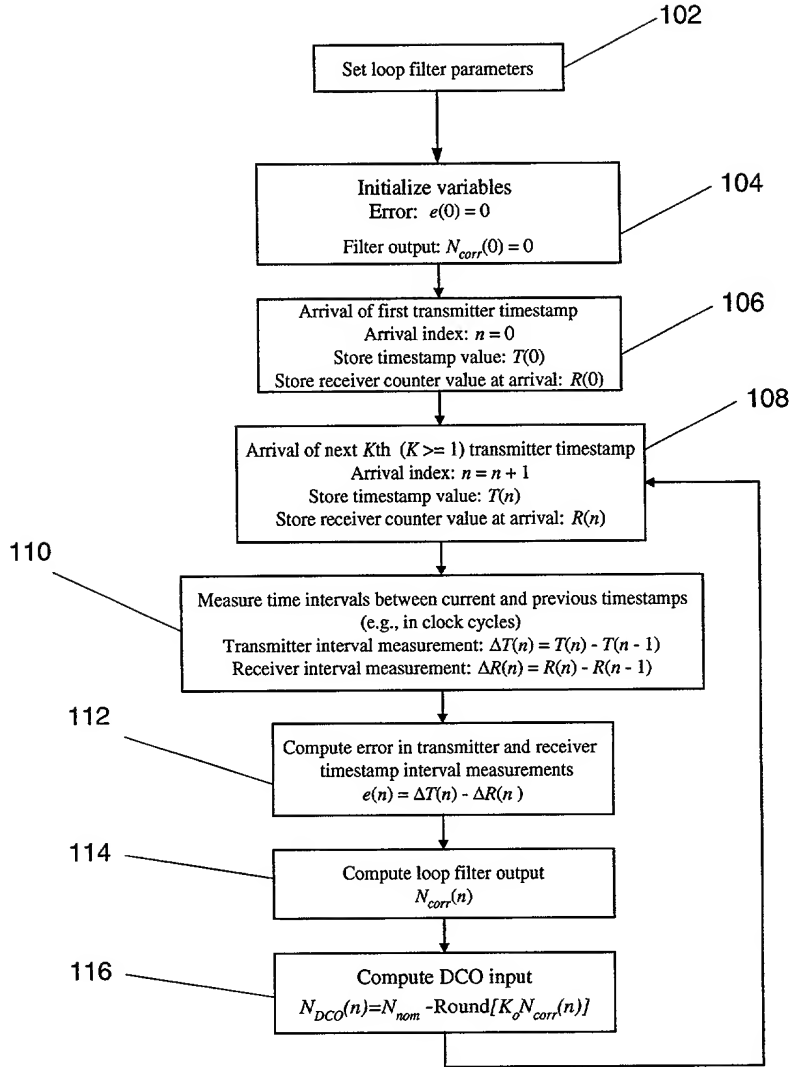 102
Set loop filter parameters
Initialize variables
Error: e(0) = 0
Filter output: N_corr(0) = 0
104
Arrival of first transmitter timestamp
Arrival index: n = 0
Store timestamp value: T(0)
Store receiver counter value at arrival: R(0)
106
108
Arrival of next Kth (K >= 1) transmitter timestamp
Arrival index: n = n + 1
Store timestamp value: T(n)
Store receiver counter value at arrival: R(n)
110
Measure time intervals between current and previous timestamps
(e.g., in clock cycles)
Transmitter interval measurement: ΔT(n) = T(n) - T(n - 1)
Receiver interval measurement: ΔR(n) = R(n) - R(n - 1)
112
Compute error in transmitter and receiver
timestamp interval measurements
e(n) = ΔT(n) - ΔR(n )
114
Compute loop filter output
N_corr(n)
116
Compute DCO input
N_DCO(n)=N_nom -Round[K_oN_corr(n)]